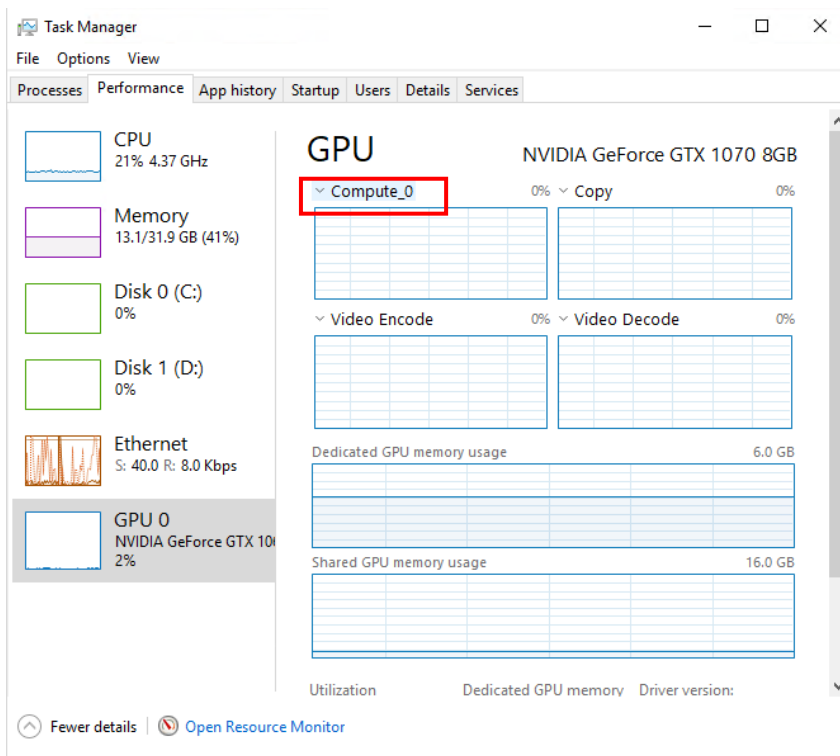 Task Manager
File Options View
Processes Performance App history Startup Users Details Services
CPU
21% 4.37 GHz
Memory
13.1/31.9 GB (41%)
Disk 0 (C:)
0%
Disk 1 (D:)
0%
Ethernet
S: 40.0 R: 8.0 Kbps
GPU 0
NVIDIA GeForce GTX 106
2%
GPU NVIDIA GeForce GTX 1070 8GB
Compute_0 0% Copy 0%
Video Encode 0% Video Decode 0%
Dedicated GPU memory usage 6.0 GB
Shared GPU memory usage 16.0 GB
Utilization Dedicated GPU memory Driver version:
Fewer details Open Resource Monitor